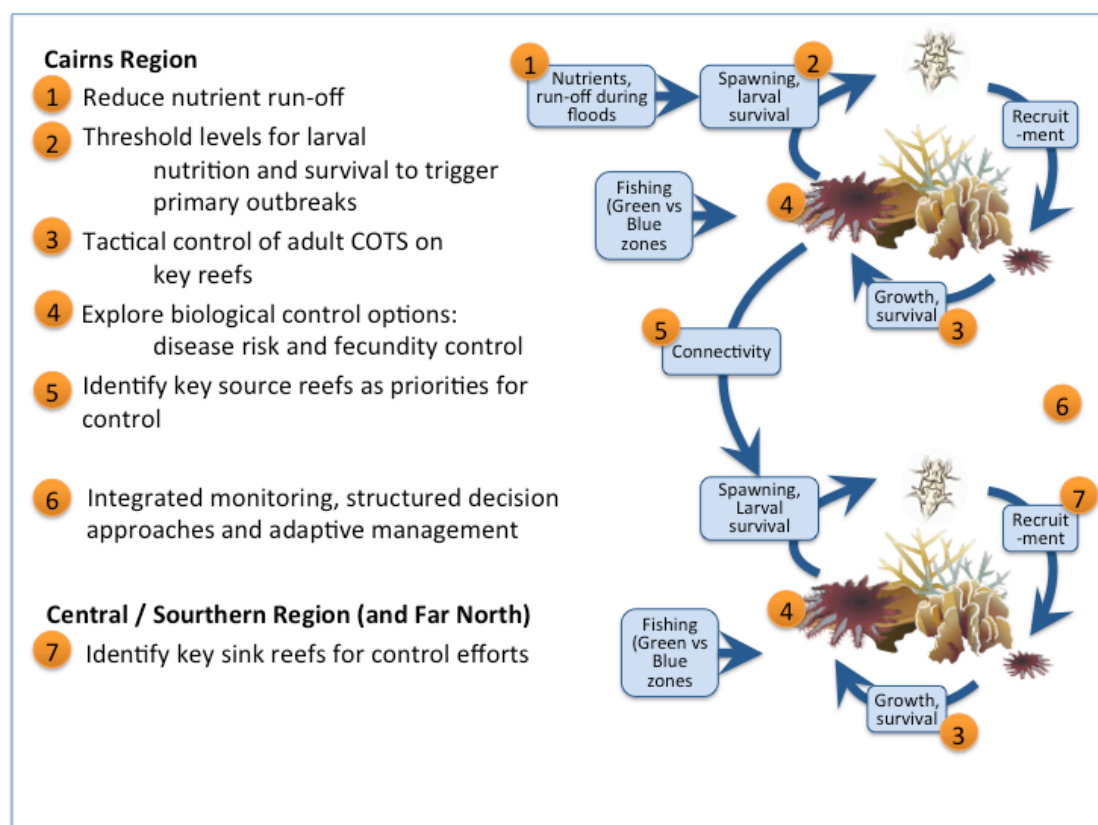 Cairns Region
1 Reduce nutrient run-off
2 Threshold levels for larval
nutrition and survival to trigger
primary outbreaks
3 Tactical control of adult COTS on
key reefs
4 Explore biological control options:
disease risk and fecundity control
5 Identify key source reefs as priorities for
control
6 Integrated monitoring, structured decision
approaches and adaptive management
Central / Sourthern Region (and Far North)
7 Identify key sink reefs for control efforts
1
Nutrients,
run-off during
floods
2
Spawning,
larval
survival
Recruit
-ment
Fishing
(Green vs
Blue
zones
4
Growth,
survival
3
5
Connectivity
6
Spawning,
Larval
survival
7
Recruit
-ment
Fishing
(Green vs
Blue
zones
4
Growth,
survival
3